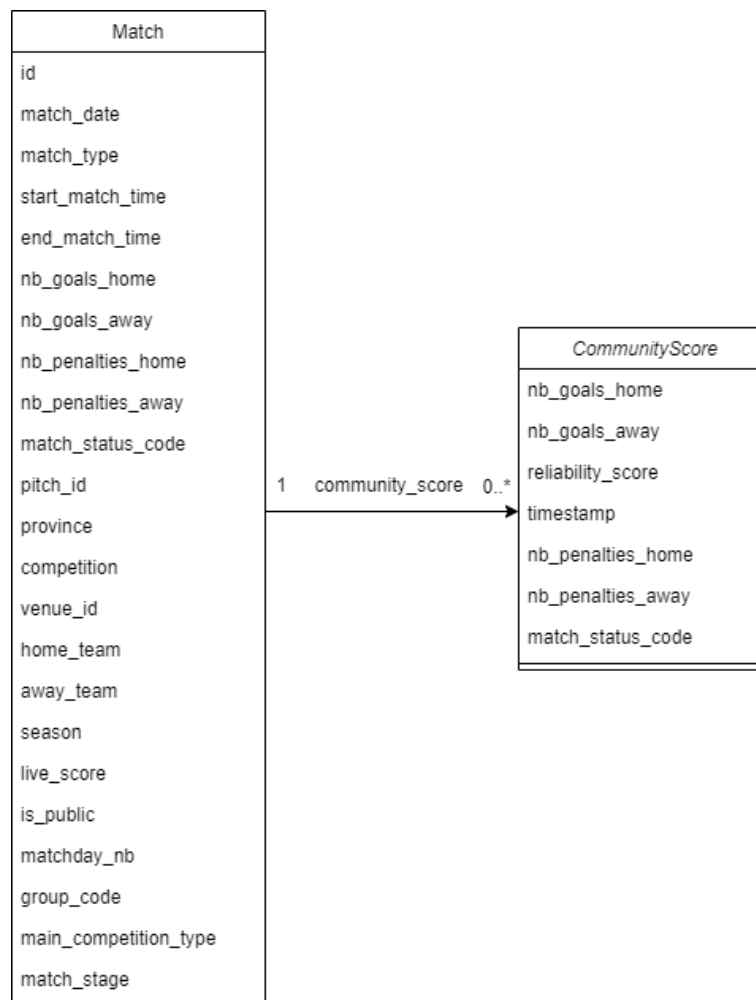 Match
id
match_date
match_type
start_match_time
end_match_time
nb_goals_home
nb_goals_away
nb_penalties_home
nb_penalties_away
match_status_code
pitch_id
province
competition
venue_id
home_team
away_team
season
live_score
is_public
matchday_nb
group_code
main_competition_type
match_stage
1 community_score 0..*
CommunityScore
nb_goals_home
nb_goals_away
reliability_score
timestamp
nb_penalties_home
nb_penalties_away
match_status_code